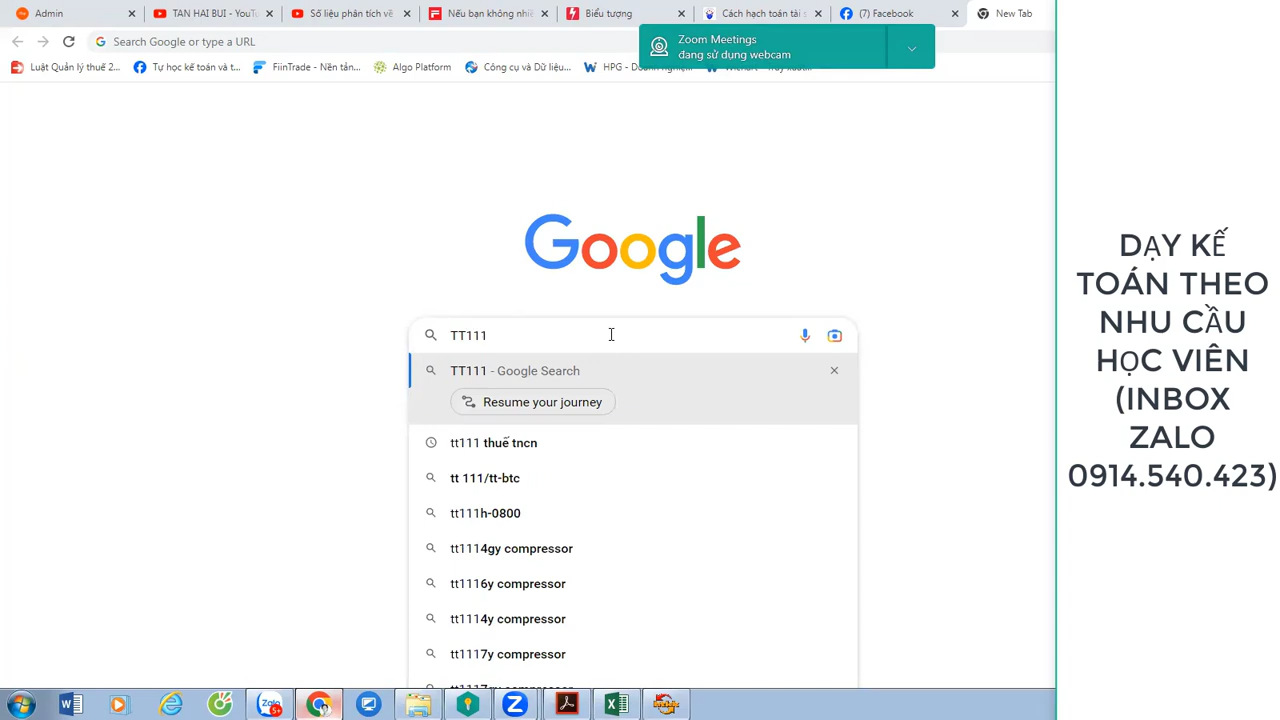 Admin
TAN HAI BUI - YouTu
Số liệu phân tích về
Nếu bạn không nhiê
Biểu tượng
Cách hạch toán tài s
(7) Facebook
New Tab
Search Google or type a URL
Zoom Meetings
đang sử dụng webcam
Luật Quản lý thuế 2...
Tự học kế toán và t...
FiinTrade - Nền tản...
Algo Platform
Công cụ và Dữ liệu...
Google
TT111
TT111 - Google Search
Resume your journey
tt111 thuế tncn
tt 111/tt-btc
tt111h-0800
tt1114gy compressor
tt1116y compressor
tt1114y compressor
tt1117y compressor
DẠY KẾ
TOÁN THEO
NHU CẦU
HỌC VIÊN
(INBOX
ZALO
0914.540.423)